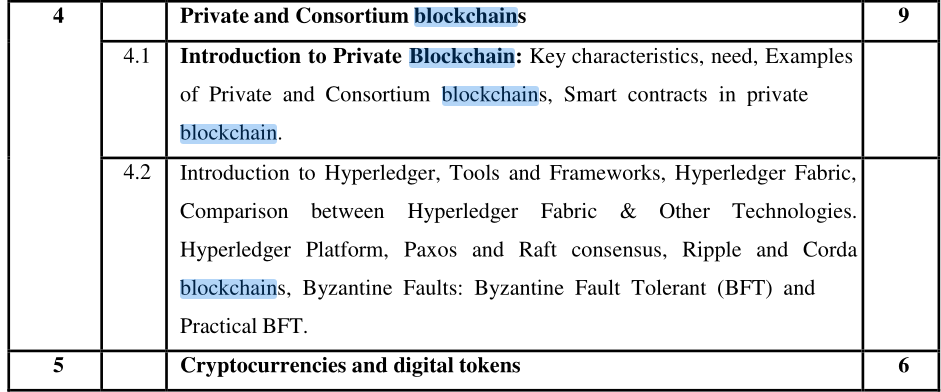 4 Private and Consortium blockchains 9
4.1 Introduction to Private Blockchain: Key characteristics, need, Examples
of Private and Consortium blockchains, Smart contracts in private
blockchain.
4.2 Introduction to Hyperledger, Tools and Frameworks, Hyperledger Fabric,
Comparison between Hyperledger Fabric & Other Technologies.
Hyperledger Platform, Paxos and Raft consensus, Ripple and Corda
blockchains, Byzantine Faults: Byzantine Fault Tolerant (BFT) and
Practical BFT.
5 Cryptocurrencies and digital tokens 6